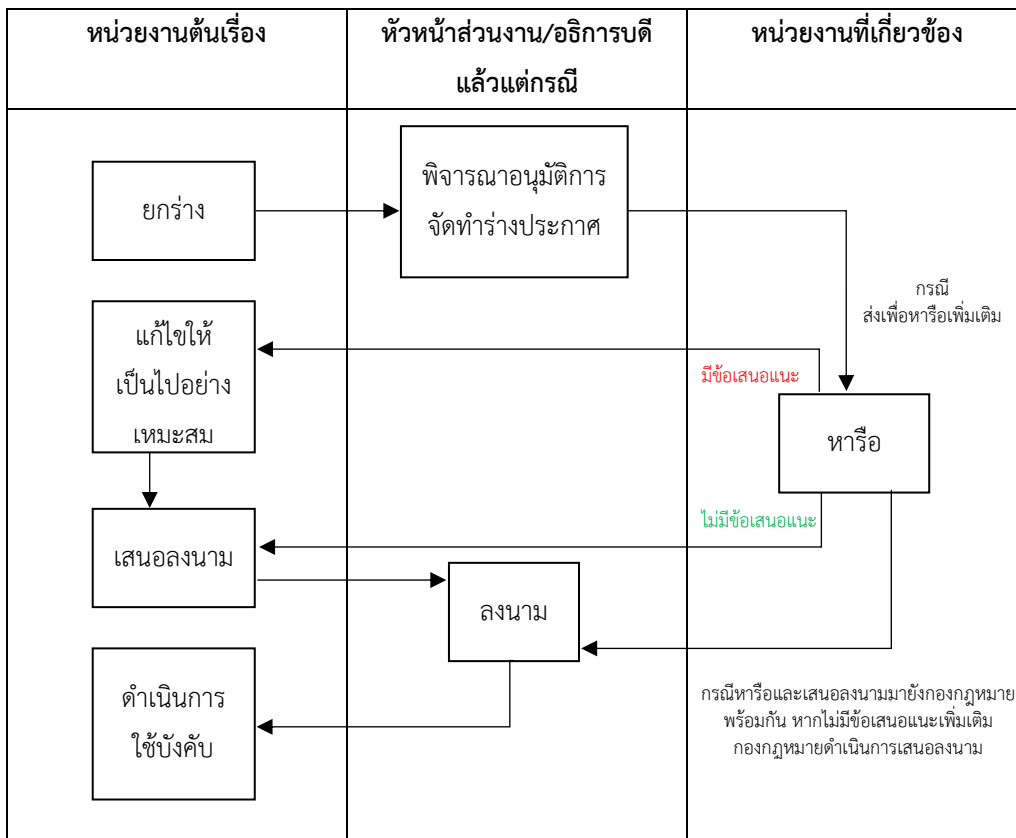 หน่วยงานต้นเรื่อง
หัวหน้าส่วนงาน/อธิการบดี
แล้วแต่กรณี
หน่วยงานที่เกี่ยวข้อง
ยกร่าง
พิจารณาอนุมัติการ
จัดทำร่างประกาศ
กรณี
ส่งเพื่อหารือเพิ่มเติม
แก้ไขให้
เป็นไปอย่าง
เหมะสม
มีข้อเสนอแนะ
หารือ
ไม่มีข้อเสนอแนะ
เสนอลงนาม
ลงนาม
ดำเนินการ
ใช้บังคับ
กรณีหารือและเสนอลงนามมายังกองกฎหมาย
พร้อมกัน หากไม่มีข้อเสนอแนะเพิ่มเติม
กองกฎหมายดำเนินการเสนอลงนาม